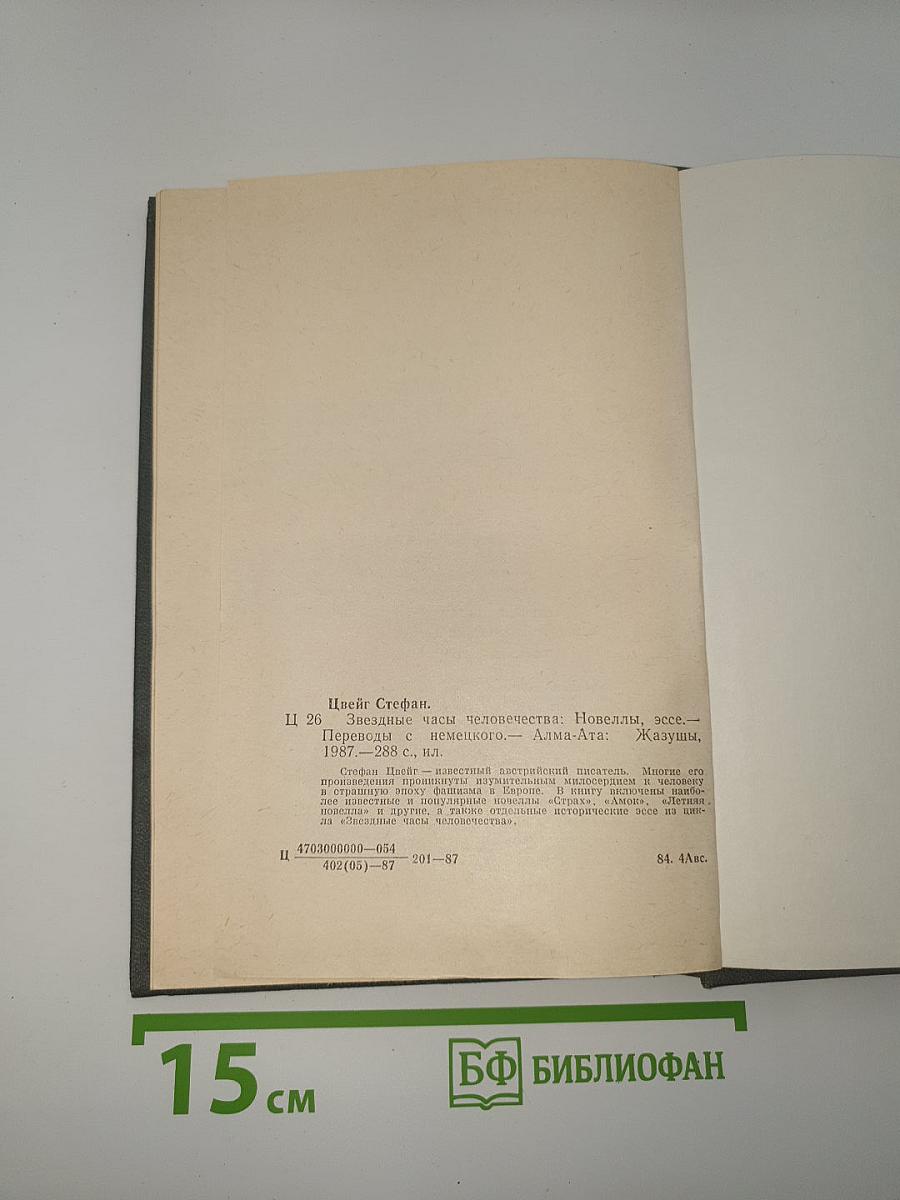 Цвейг Стефан.
Ц 26 Звездные часы человечества: Новеллы, эссе.—
Переводы с немецкого.— Алма-Ата: Жазушы,
1987.—288 с., ил.
Стефан Цвейг — известный австрийский писатель. Многие его
произведения проникнуты изумительным милосердием к человеку
в страшную эпоху фашизма в Европе. В книгу включены наибо-
лее известные и популярные новеллы «Страх», «Амок», «Летняя
новелла» и другие, а также отдельные исторические эссе из цик-
ла «Звездные часы человечества».
Ц 4703000000—054
402(05)—87
201—87
84. 4Авс.
15 см
БФ БИБЛИОФАН